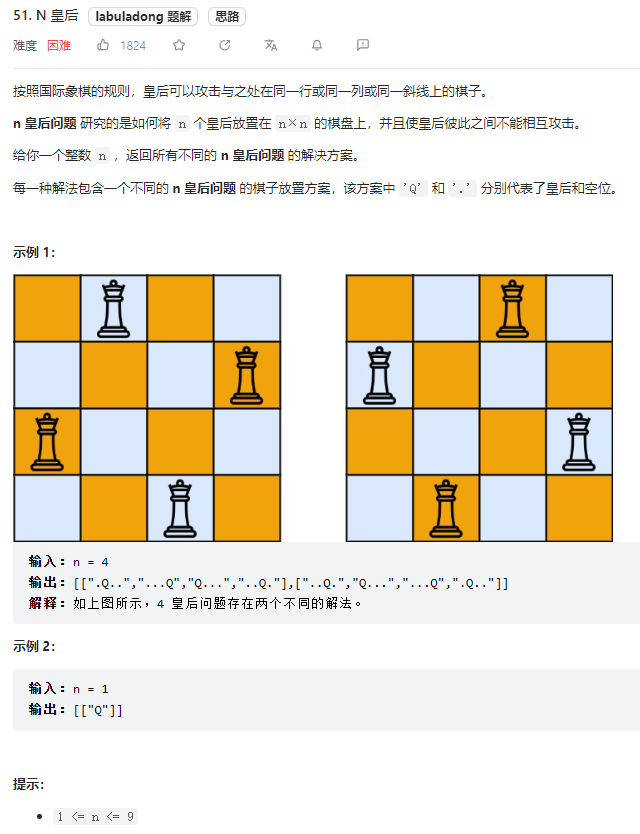 51. N 皇后 labuladong 题解 思路
难度 困难 1824
按照国际象棋的规则，皇后可以攻击与之处在同一行或同一列或同一斜线上的棋子。
n 皇后问题 研究的是如何将 n 个皇后放置在 n×n 的棋盘上，并且使皇后彼此之间不能相互攻击。
给你一个整数 n ，返回所有不同的 n 皇后问题 的解决方案。
每一种解法包含一个不同的 n 皇后问题 的棋子放置方案，该方案中 'Q' 和 '.' 分别代表了皇后和空位。
示例 1：
输入：n = 4
输出：[[".Q..","...Q","Q...","..Q."],["..Q.","Q...","...Q",".Q.."]]
解释：如上图所示，4 皇后问题存在两个不同的解法。
示例 2：
输入：n = 1
输出：[["Q"]]
提示：
1 <= n <= 9